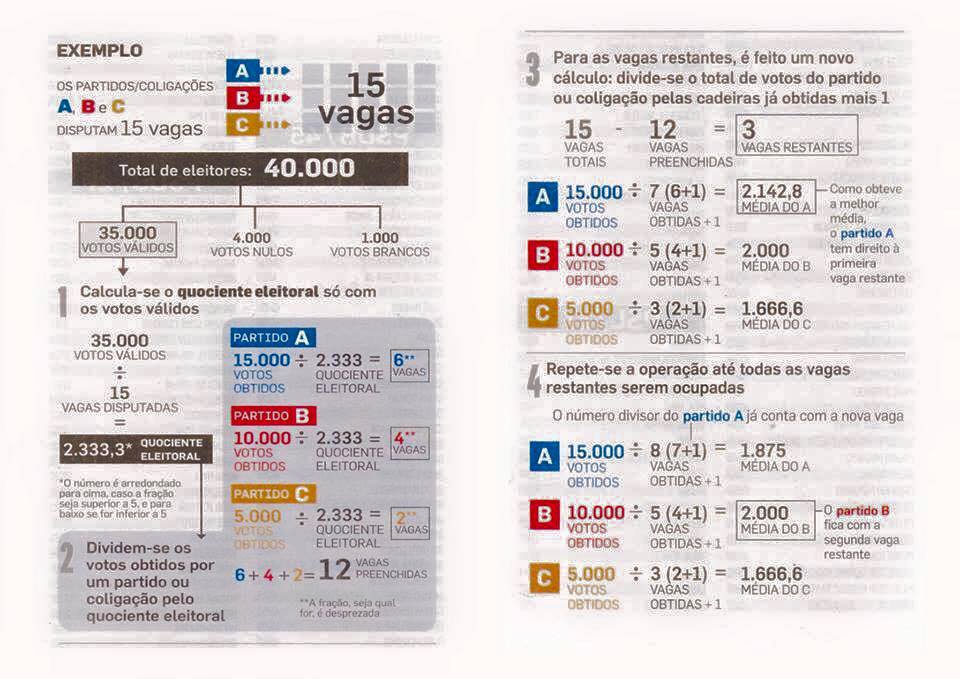 EXEMPLO
OS PARTIDOS/COLIGAÇÕES
A, B e C
DISPUTAM 15 vagas
A
B
C
15
vagas
Total de eleitores: 40.000
35.000
VOTOS VÁLIDOS
4.000
VOTOS NULOS
1.000
VOTOS BRANCOS
1 Calcula-se o quociente eleitoral só com
os votos válidos
35.000
VOTOS VÁLIDOS
÷
15
VAGAS DISPUTADAS
=
2.333,3* QUOCIENTE
ELEITORAL
*O número é arredondado
para cima, caso a fração
seja superior a 5, e para
baixo se for inferior a 5
2 Dividem-se os
votos obtidos por
um partido ou
coligação pelo
quociente eleitoral
PARTIDO A
15.000 ÷ 2.333 = 6**
VOTOS QUOCIENTE VAGAS
OBTIDOS ELEITORAL
PARTIDO B
10.000 ÷ 2.333 = 4**
VOTOS QUOCIENTE VAGAS
OBTIDOS ELEITORAL
PARTIDO C
5.000 ÷ 2.333 = 2**
VOTOS QUOCIENTE VAGAS
OBTIDOS ELEITORAL
6+4+2=12 VAGAS
PREENCHIDAS
**A fração, seja qual
for, é desprezada
3 Para as vagas restantes, é feito um novo
cálculo: divide-se o total de votos do partido
ou coligação pelas cadeiras já obtidas mais 1
15 - 12 = 3
VAGAS VAGAS VAGAS RESTANTES
TOTAIS PREENCHIDAS
A 15.000 ÷ 7 (6+1) = 2.142,8
VOTOS VAGAS MÉDIA DO A
OBTIDOS OBTIDAS + 1
Como obteve
a melhor
média,
o partido A
tem direito à
primeira
vaga restante
B 10.000 ÷ 5 (4+1) = 2.000
VOTOS VAGAS MÉDIA DO B
OBTIDOS OBTIDAS + 1
C 5.000 ÷ 3 (2+1) = 1.666,6
VOTOS VAGAS MÉDIA DO C
OBTIDOS OBTIDAS + 1
4 Repete-se a operação até todas as vagas
restantes serem ocupadas
O número divisor do partido A já conta com a nova vaga
A 15.000 ÷ 8 (7+1) = 1.875
VOTOS VAGAS MÉDIA DO A
OBTIDOS OBTIDAS + 1
B 10.000 ÷ 5 (4+1) = 2.000
VOTOS VAGAS MÉDIA DO B
OBTIDOS OBTIDAS + 1
O partido B
fica com a
segunda vaga
restante
C 5.000 ÷ 3 (2+1) = 1.666,6
VOTOS VAGAS MÉDIA DO C
OBTIDOS OBTIDAS + 1